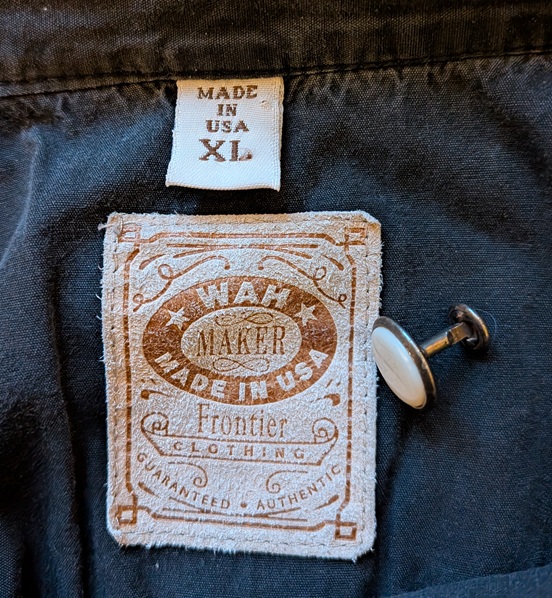 MADE
IN
USA
XL
WAH
MAKER
MADE IN USA
Frontier
CLOTHING
GUARANTEED • AUTHENTIC